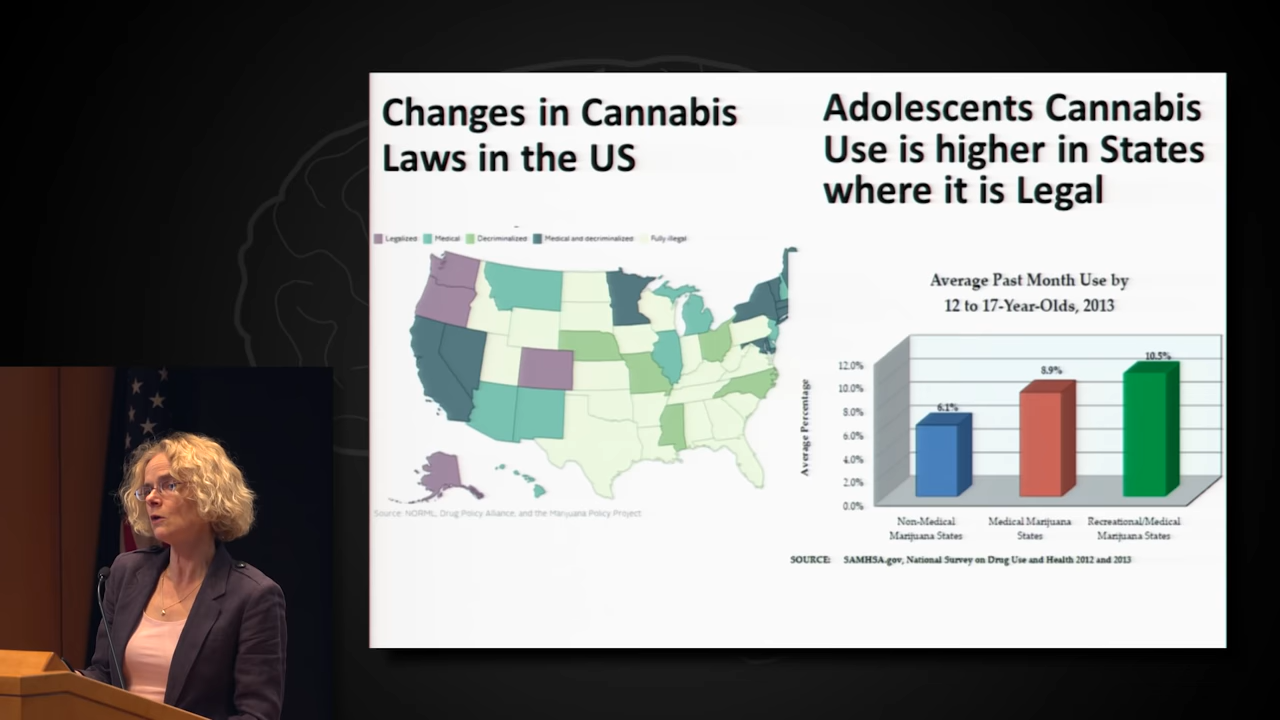 Changes in Cannabis
Laws in the US
Legalized
Medical
Decriminalized
Medical and decriminalized
Fully illegal
Source: NORML, Drug Policy Alliance, and the Marijuana Policy Project
Adolescents Cannabis
Use is higher in States
where it is Legal
Average Past Month Use by
12 to 17-Year-Olds, 2013
Average Percentage
12.0%
10.0%
8.0%
6.0%
4.0%
2.0%
0.0%
6.1%
8.9%
10.5%
Non-Medical
Marijuana States
Medical Marijuana
States
Recreational/Medical
Marijuana States
SOURCE: SAMHSA.gov, National Survey on Drug Use and Health 2012 and 2013